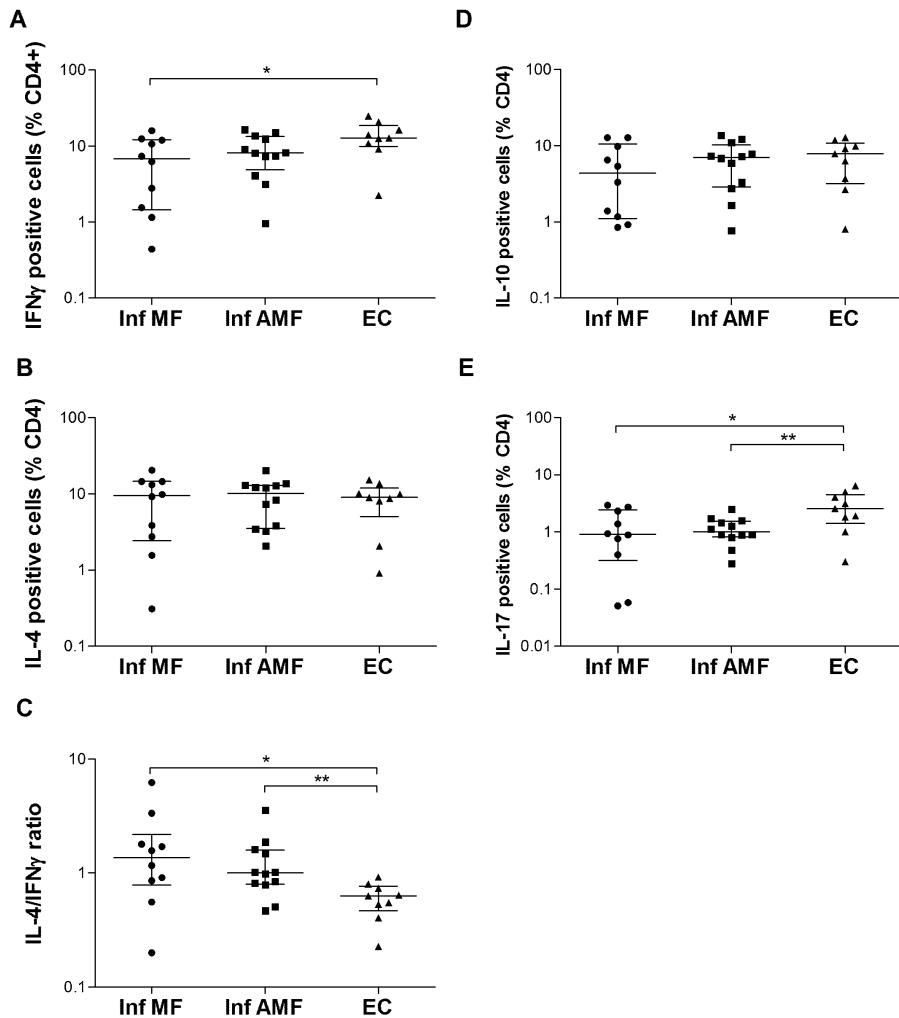 A
IFNγ positive cells (% CD4+)
100
10
1
0.1
*
Inf MF Inf AMF EC
B
IL-4 positive cells (% CD4)
100
10
1
0.1
Inf MF Inf AMF EC
C
IL-4/IFNγ ratio
10
1
0.1
*
**
Inf MF Inf AMF EC
D
IL-10 positive cells (% CD4)
100
10
1
0.1
Inf MF Inf AMF EC
E
IL-17 positive cells (% CD4)
100
10
1
0.1
0.01
*
**
Inf MF Inf AMF EC